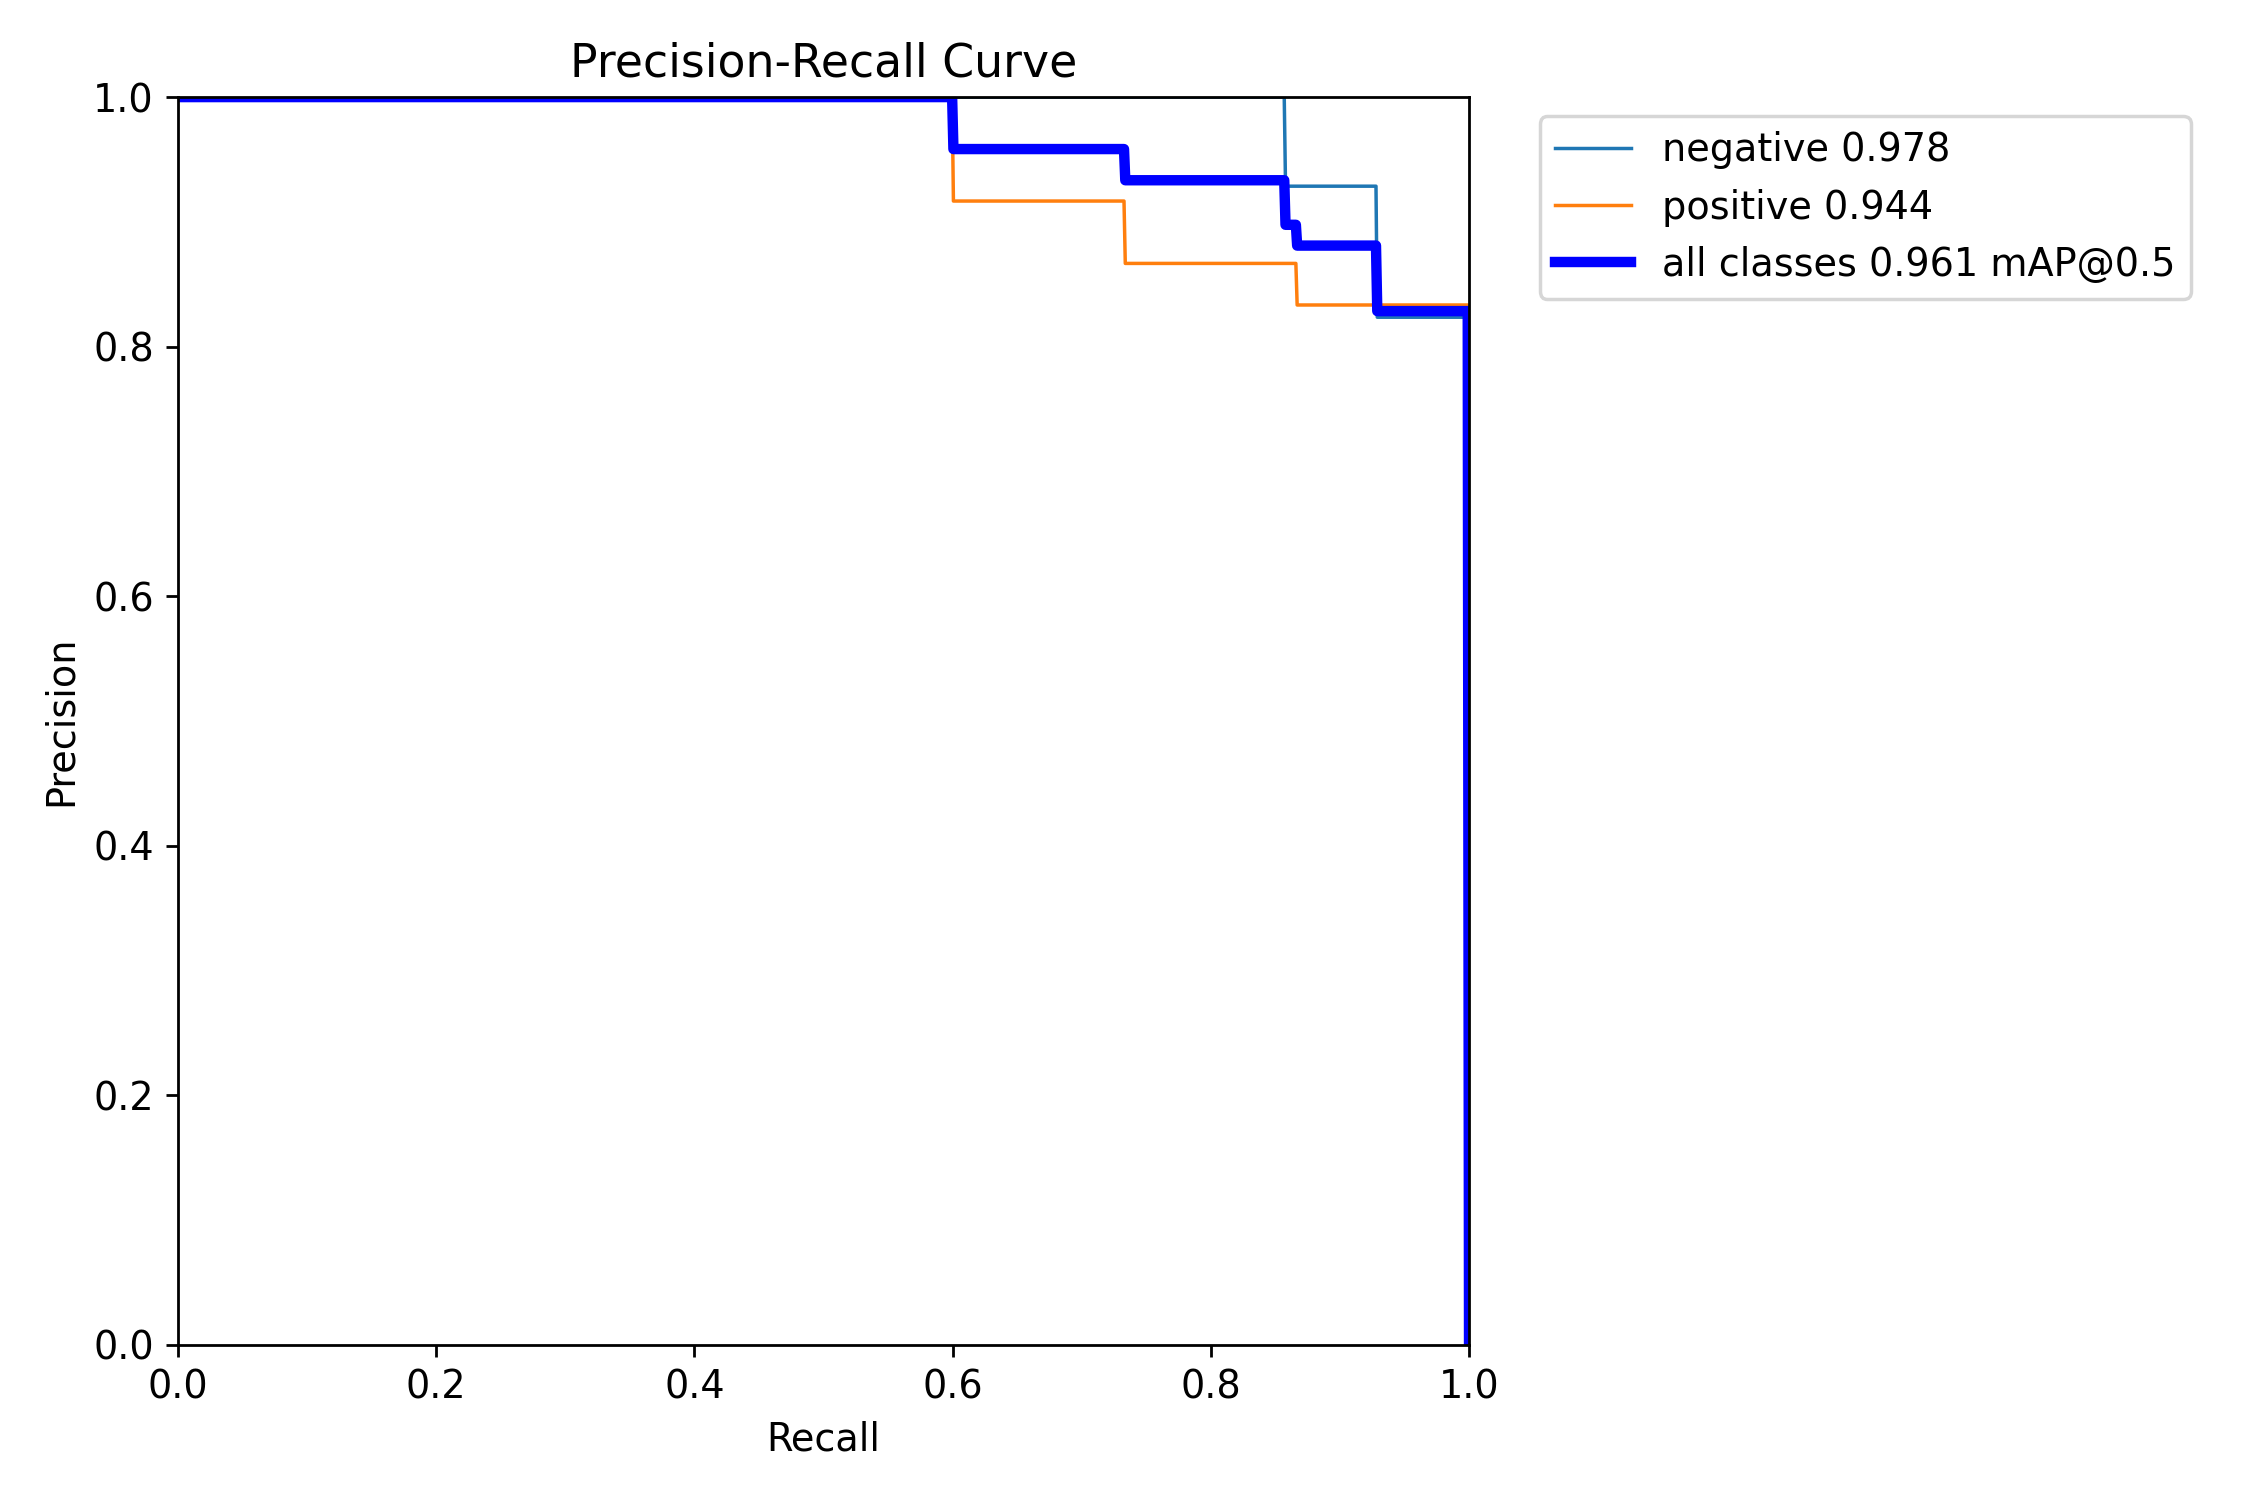 Precision-Recall Curve
1.0
0.8
0.6
0.4
0.2
0.0
Precision
0.0 0.2 0.4 0.6 0.8 1.0
Recall
negative 0.978
positive 0.944
all classes 0.961 mAP@0.5